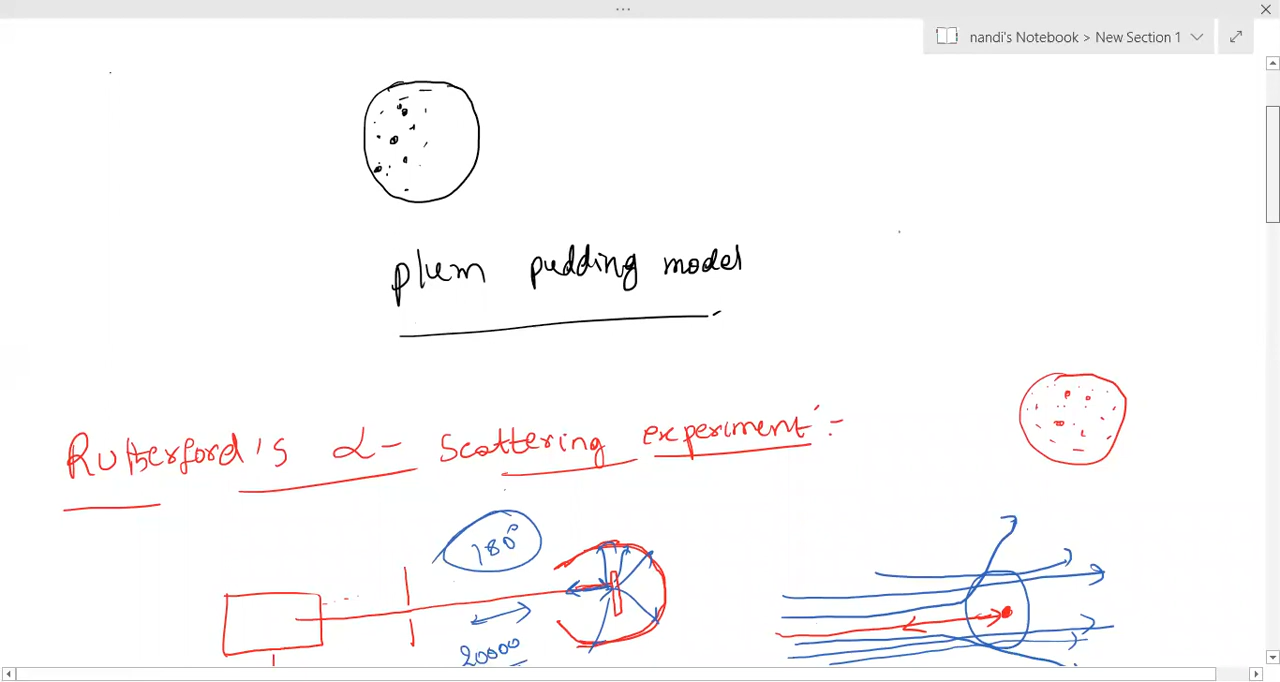 nandi's Notebook > New Section 1
plum pudding model
Rutherford's α- Scattering experiment :-
180°
20000